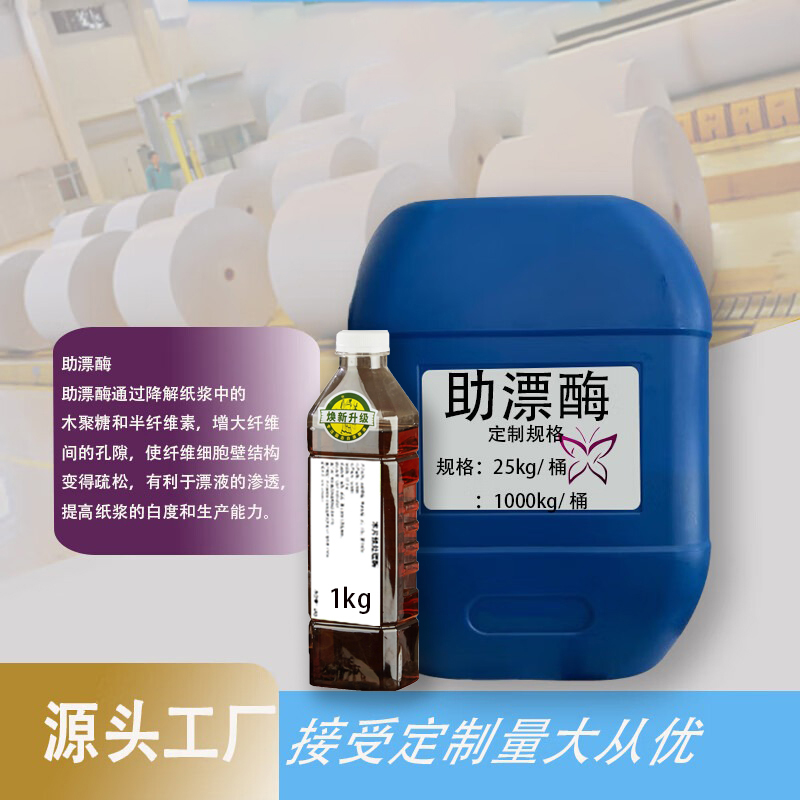 助漂酶
助漂酶通过降解纸浆中的
木聚糖和半纤维素，增大纤维
间的孔隙，使纤维细胞壁结构
变得疏松，有利于漂液的渗透，
提高纸浆的白度和生产能力。
焕新升级
1kg
助漂酶
定制规格
规格：25kg/桶
：1000kg/桶
源头工厂
接受定制量大从优